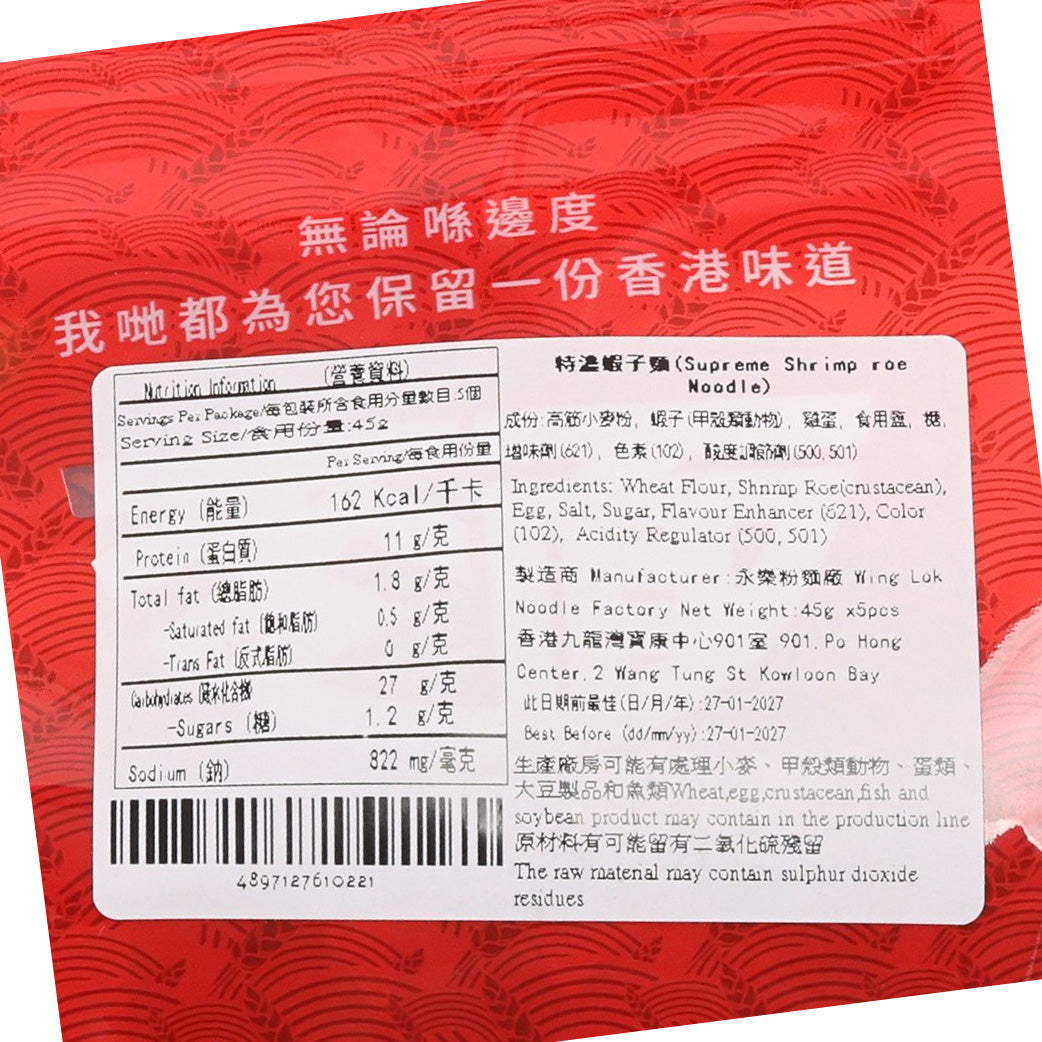 無論喺邊度
我哋都為您保留一份香港味道
Nutrition Information (營養資料)
Servings Per Package/每包裝所含食用分量數目:5個
Serving Size/食用份量:45g
Per Serving/每食用份量
Energy (能量) 162 Kcal/千卡
Protein (蛋白質) 11 g/克
Total fat (總脂肪) 1.8 g/克
-Saturated fat (飽和脂肪) 0.5 g/克
-Trans Fat (反式脂肪) 0 g/克
Carbohydrates (碳水化合物) 27 g/克
-Sugars (糖) 1.2 g/克
Sodium (鈉) 822 mg/毫克
4897127610221
特濃蝦子麵(Supreme Shrimp roe
Noodle)
成份:高筋小麥粉, 蝦子(甲殼類動物), 雞蛋, 食用鹽, 糖,
增味劑(621), 色素(102), 酸度調節劑(500, 501)
Ingredients: Wheat Flour, Shrimp Roe(crustacean),
Egg, Salt, Sugar, Flavour Enhancer (621), Color
(102), Acidity Regulator (500, 501)
製造商 Manufacturer:永樂粉麵廠 Wing Lok
Noodle Factory Net Weight:45g x5pcs
香港九龍灣寶康中心901室 901, Po Hong
Center,2 Wang Tung St Kowloon Bay
此日期前最佳(日/月/年):27-01-2027
Best Before (dd/mm/yy):27-01-2027
生產廠房可能有處理小麥、甲殼類動物、蛋類、
大豆製品和魚類Wheat,egg,crustacean,fish and
soybean product may contain in the production line
原材料有可能留有二氧化硫殘留
The raw material may contain sulphur dioxide
residues